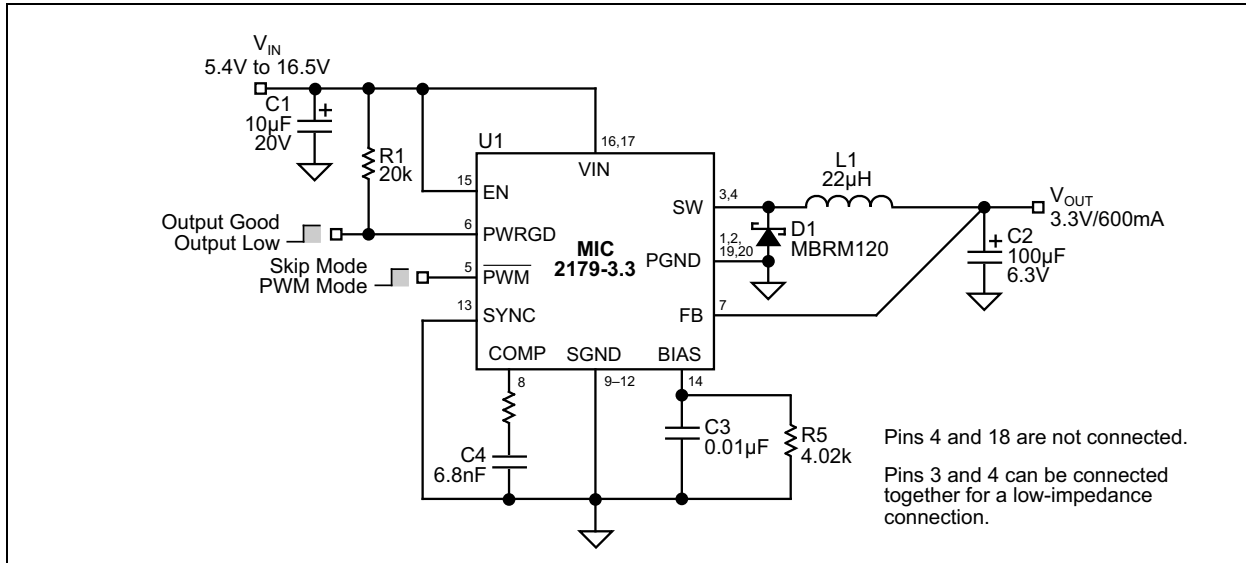 VIN
5.4V to 16.5V
C1
10µF
20V
+
R1
20k
U1
16,17
VIN
15
EN
Output Good
Output Low
6
PWRGD
Skip Mode
PWM Mode
5
PWM
13
SYNC
MIC
2179-3.3
SW
3,4
L1
22µH
VOUT
3.3V/600mA
D1
MBRM120
1,2,
19,20
PGND
+
C2
100µF
6.3V
FB
7
COMP
8
SGND
9–12
BIAS
14
C4
6.8nF
C3
0.01µF
R5
4.02k
Pins 4 and 18 are not connected.
Pins 3 and 4 can be connected
together for a low-impedance
connection.